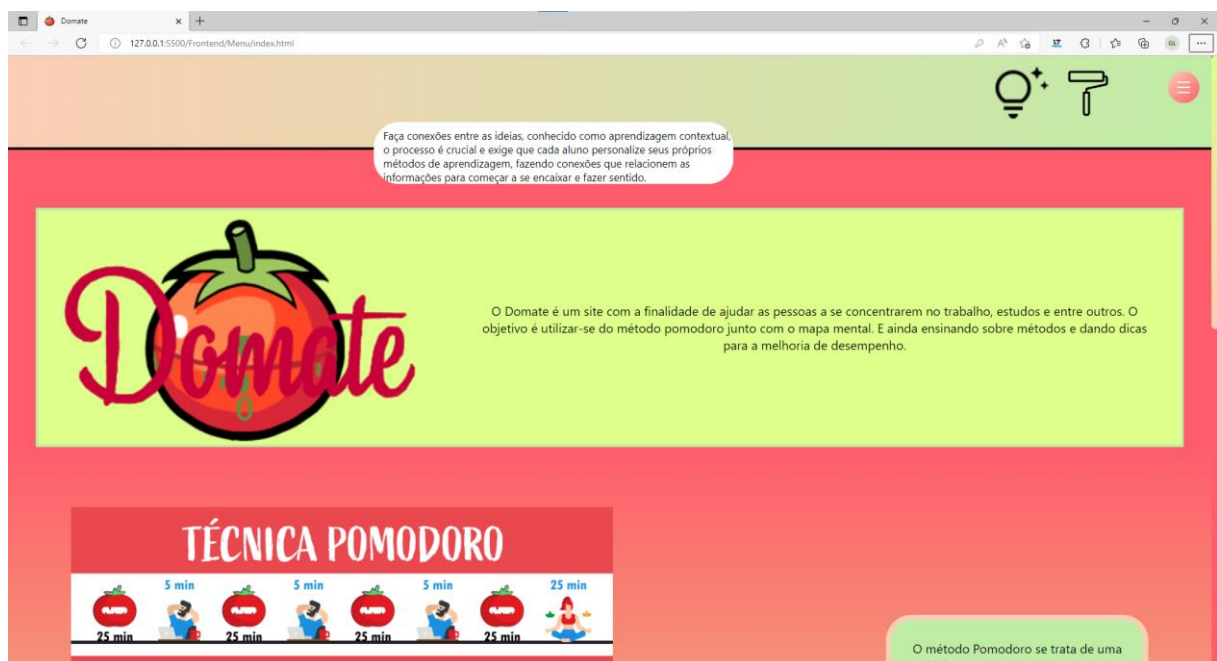 Domate
127.0.0.1:5500/Frontend/Menu/index.html
GL
Faça conexões entre as ideias, conhecido como aprendizagem contextual,
o processo é crucial e exige que cada aluno personalize seus próprios
métodos de aprendizagem, fazendo conexões que relacionem as
informações para começar a se encaixar e fazer sentido.
Domate
O Domate é um site com a finalidade de ajudar as pessoas a se concentrarem no trabalho, estudos e entre outros. O
objetivo é utilizar-se do método pomodoro junto com o mapa mental. E ainda ensinando sobre métodos e dando dicas
para a melhoria de desempenho.
TÉCNICA POMODORO
5 min 5 min 5 min 25 min
25 min 25 min 25 min 25 min
O método Pomodoro se trata de uma